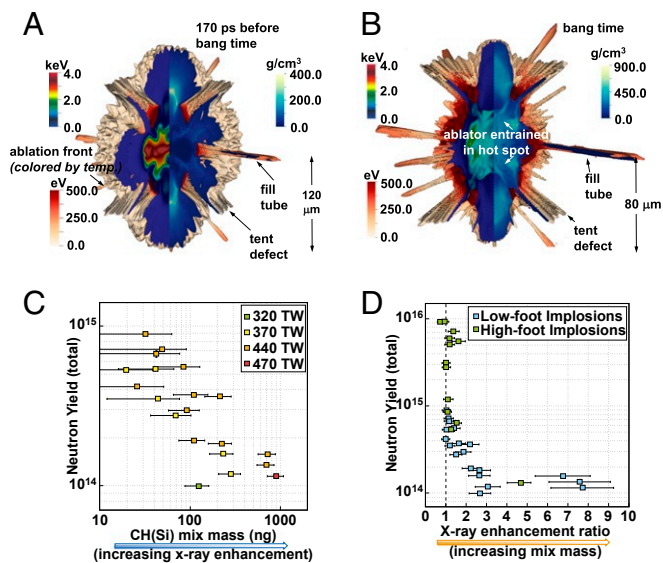 A
170 ps before
bang time
keV
4.0
2.0
0.0
g/cm³
400.0
200.0
0.0
ablation front
(colored by temp.)
eV
500.0
250.0
0.0
fill
tube
120
μm
tent
defect
B
bang time
keV
4.0
2.0
0.0
g/cm³
900.0
450.0
0.0
ablator entrained
in hot spot
eV
500.0
250.0
0.0
fill
tube
80 μm
tent
defect
C
Neutron Yield (total)
10¹⁵
10¹⁴
320 TW
370 TW
440 TW
470 TW
10 100 1000
CH(Si) mix mass (ng)
(increasing x-ray enhancement)
D
Neutron Yield (total)
10¹⁶
10¹⁵
10¹⁴
Low-foot Implosions
High-foot Implosions
0 1 2 3 4 5 6 7 8 9 10
X-ray enhancement ratio
(increasing mix mass)